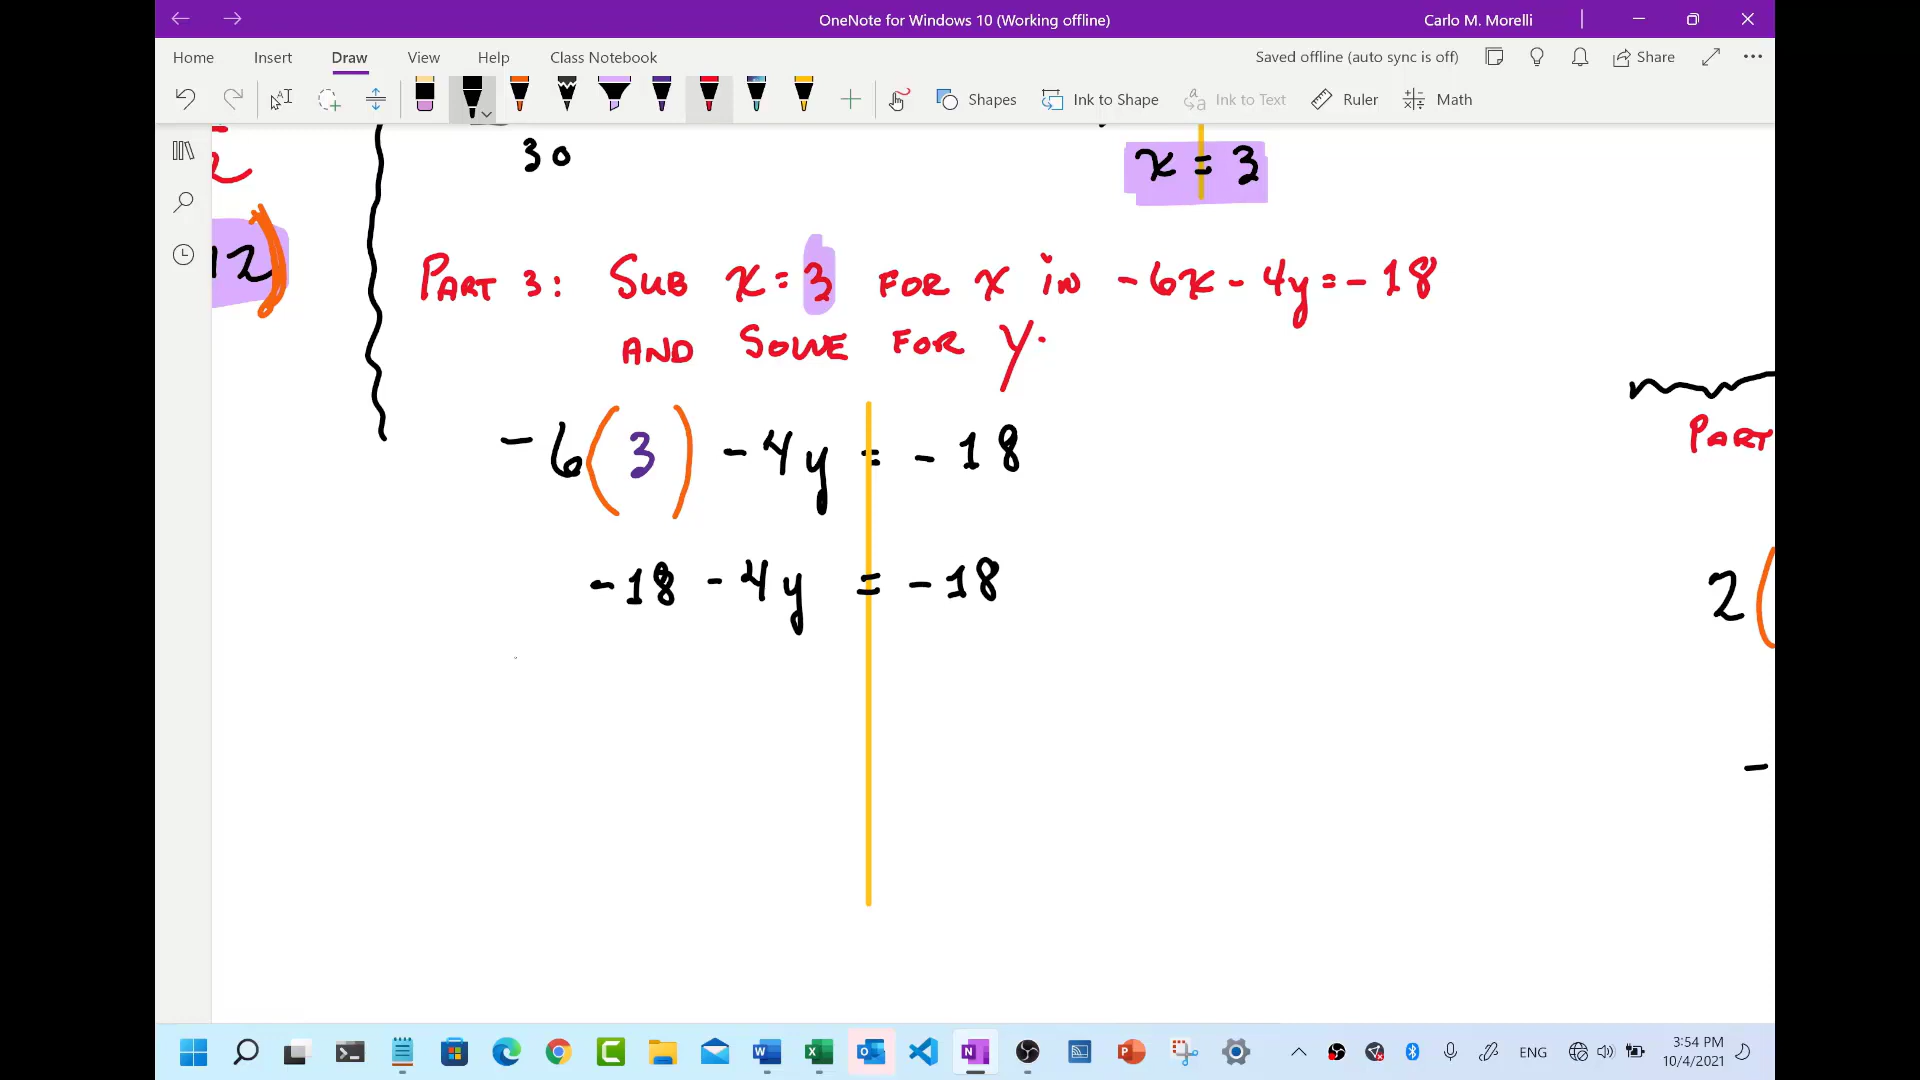 OneNote for Windows 10 (Working offline)
Carlo M. Morelli
Home Insert Draw View Help Class Notebook
Saved offline (auto sync is off)
Share
Shapes
Ink to Shape
Ink to Text
Ruler
Math
30
x = 3
12)
PART 3: SUB x = 3 FOR x IN -6x - 4y = -18
AND SOLVE FOR y.
PART
-6(3) - 4y = -18
-18 - 4y = -18
2(
-
ENG
3:54 PM
10/4/2021